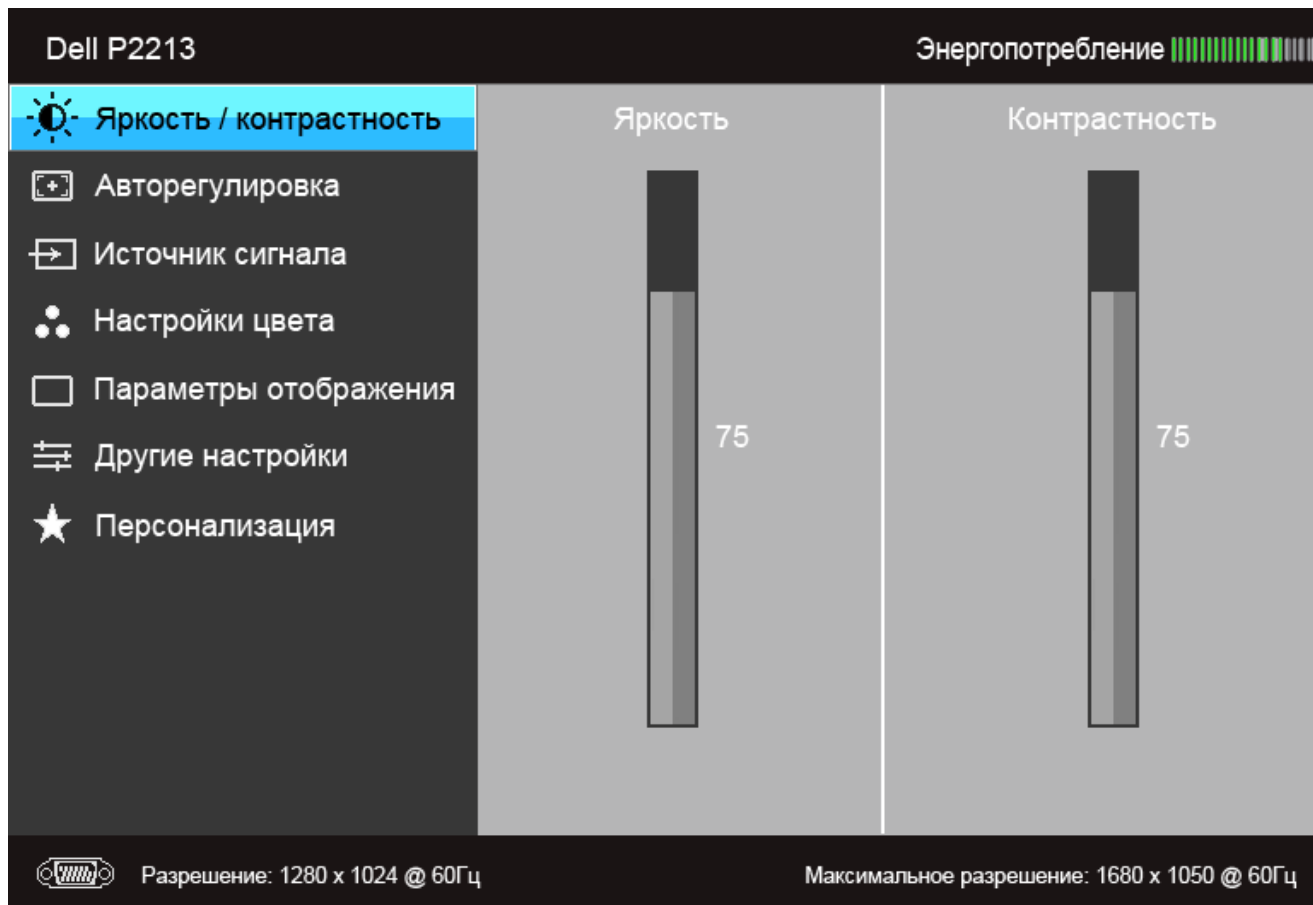 Dell P2213
Энергопотребление
Яркость / контрастность
Авторегулировка
Источник сигнала
Настройки цвета
Параметры отображения
Другие настройки
Персонализация
Яркость
75
Контрастность
75
Разрешение: 1280 x 1024 @ 60Гц
Максимальное разрешение: 1680 x 1050 @ 60Гц